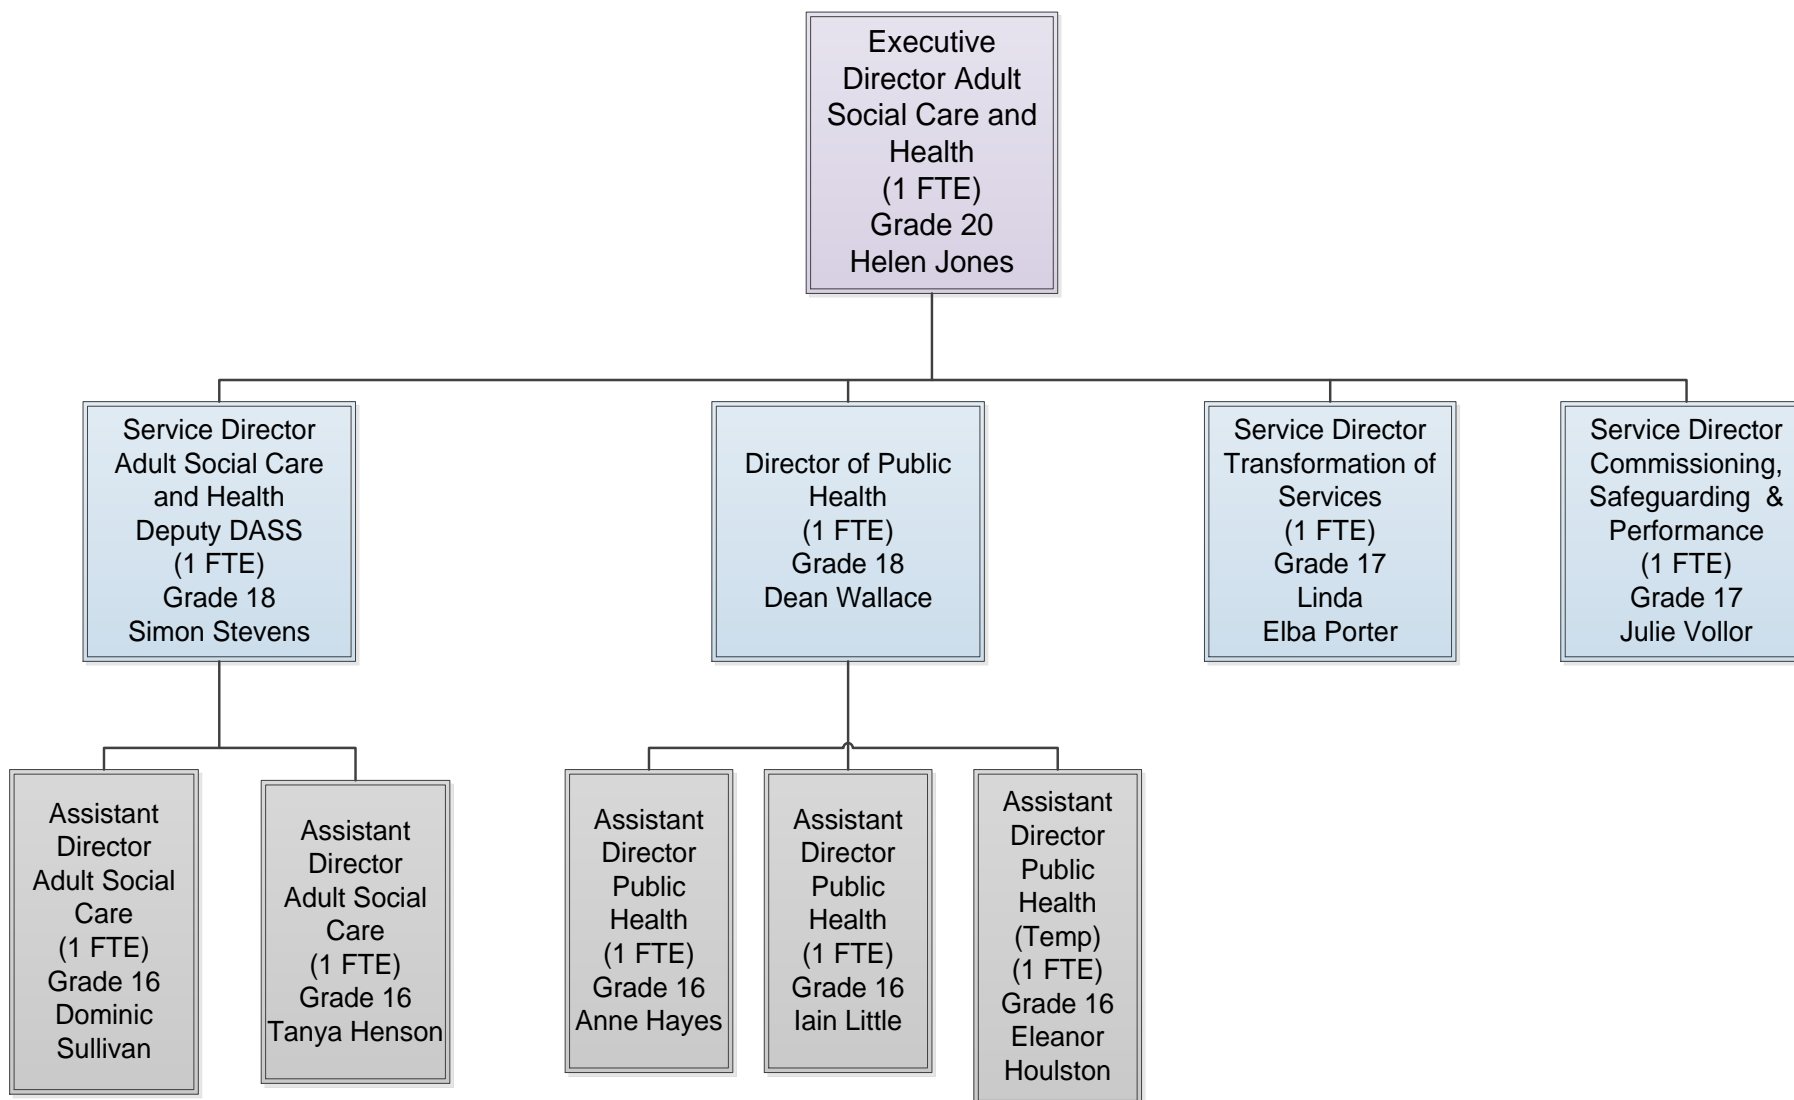 Executive
Director Adult
Social Care and
Health
(1 FTE)
Grade 20
Helen Jones
Service Director
Adult Social Care
and Health
Deputy DASS
(1 FTE)
Grade 18
Simon Stevens
Director of Public
Health
(1 FTE)
Grade 18
Dean Wallace
Service Director
Transformation of
Services
(1 FTE)
Grade 17
Linda
Elba Porter
Service Director
Commissioning,
Safeguarding &
Performance
(1 FTE)
Grade 17
Julie Vollor
Assistant
Director
Adult Social
Care
(1 FTE)
Grade 16
Dominic
Sullivan
Assistant
Director
Adult Social
Care
(1 FTE)
Grade 16
Tanya Henson
Assistant
Director
Public
Health
(1 FTE)
Grade 16
Anne Hayes
Assistant
Director
Public
Health
(1 FTE)
Grade 16
Iain Little
Assistant
Director
Public
Health
(Temp)
(1 FTE)
Grade 16
Eleanor
Houlston